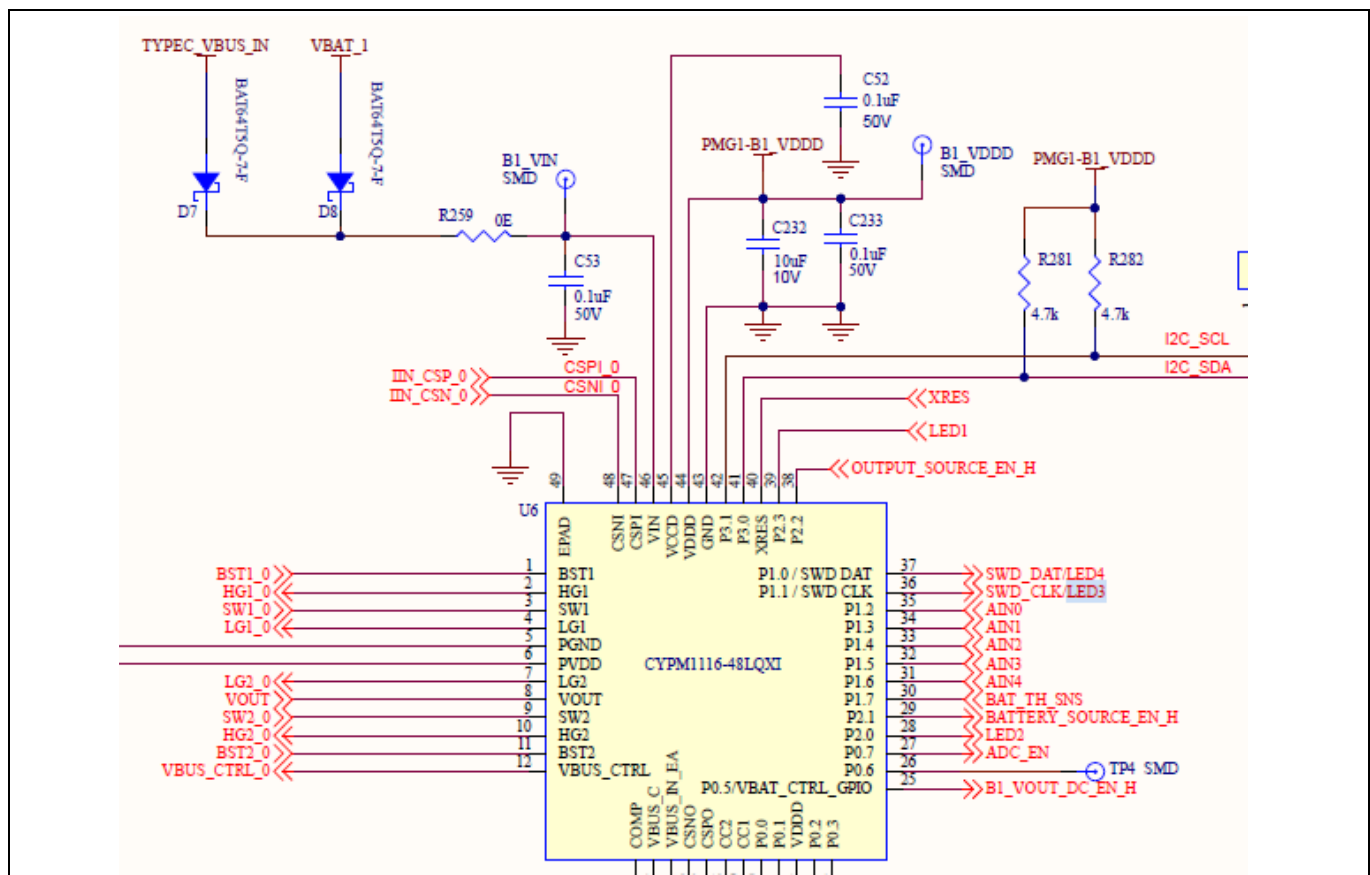 TYPEC_VBUS_IN
VBAT_1
BAT64T5Q-7-F
BAT64T5Q-7-F
D7
D8
R259
0E
B1_VIN
SMD
C53
0.1uF
50V
C52
0.1uF
50V
PMG1-B1_VDDD
B1_VDDD
SMD
C232
10uF
10V
C233
0.1uF
50V
PMG1-B1_VDDD
R281
4.7k
R282
4.7k
I2C_SCL
I2C_SDA
IIN_CSP_0
CSPI_0
IIN_CSN_0
CSNI_0
XRES
LED1
OUTPUT_SOURCE_EN_H
49
48
47
46
45
44
43
42
41
40
39
38
U6
EPAD
CSNI
CSPI
VIN
VCCD
VDDD
GND
P3.1
P3.0
XRES
P2.3
P2.2
BST1_0 1 BST1
HG1_0 2 HG1
SW1_0 3 SW1
LG1_0 4 LG1
5 PGND
6 PVDD
LG2_0 7 LG2
VOUT 8 VOUT
SW2_0 9 SW2
HG2_0 10 HG2
BST2_0 11 BST2
VBUS_CTRL_0 12 VBUS_CTRL
CYPM1116-48LQXI
P1.0 / SWD DAT 37 SWD_DAT/LED4
P1.1 / SWD CLK 36 SWD_CLK/LED3
P1.2 35 AIN0
P1.3 34 AIN1
P1.4 33 AIN2
P1.5 32 AIN3
P1.6 31 AIN4
P1.7 30 BAT_TH_SNS
P2.1 29 BATTERY_SOURCE_EN_H
P2.0 28 LED2
P0.7 27 ADC_EN
P0.6 26 TP4 SMD
P0.5/VBAT_CTRL_GPIO 25 B1_VOUT_DC_EN_H
COMP
VBUS_C
VBUS_IN_EA
CSNO
CSPO
CC2
CC1
P0.0
P0.1
VDDD
P0.2
P0.3